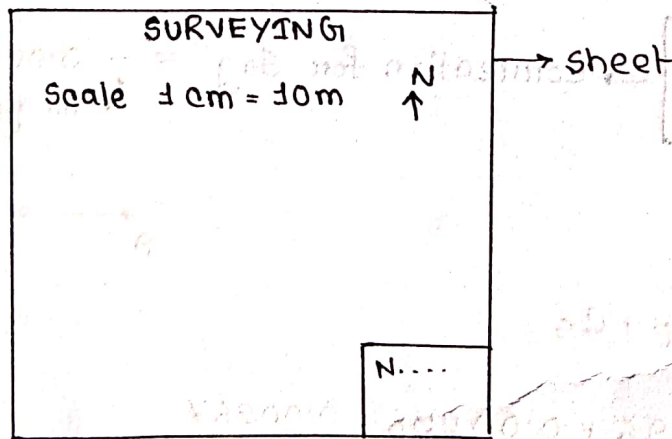 SURVEYING
Scale 1 cm = 10m
N
sheet
N....